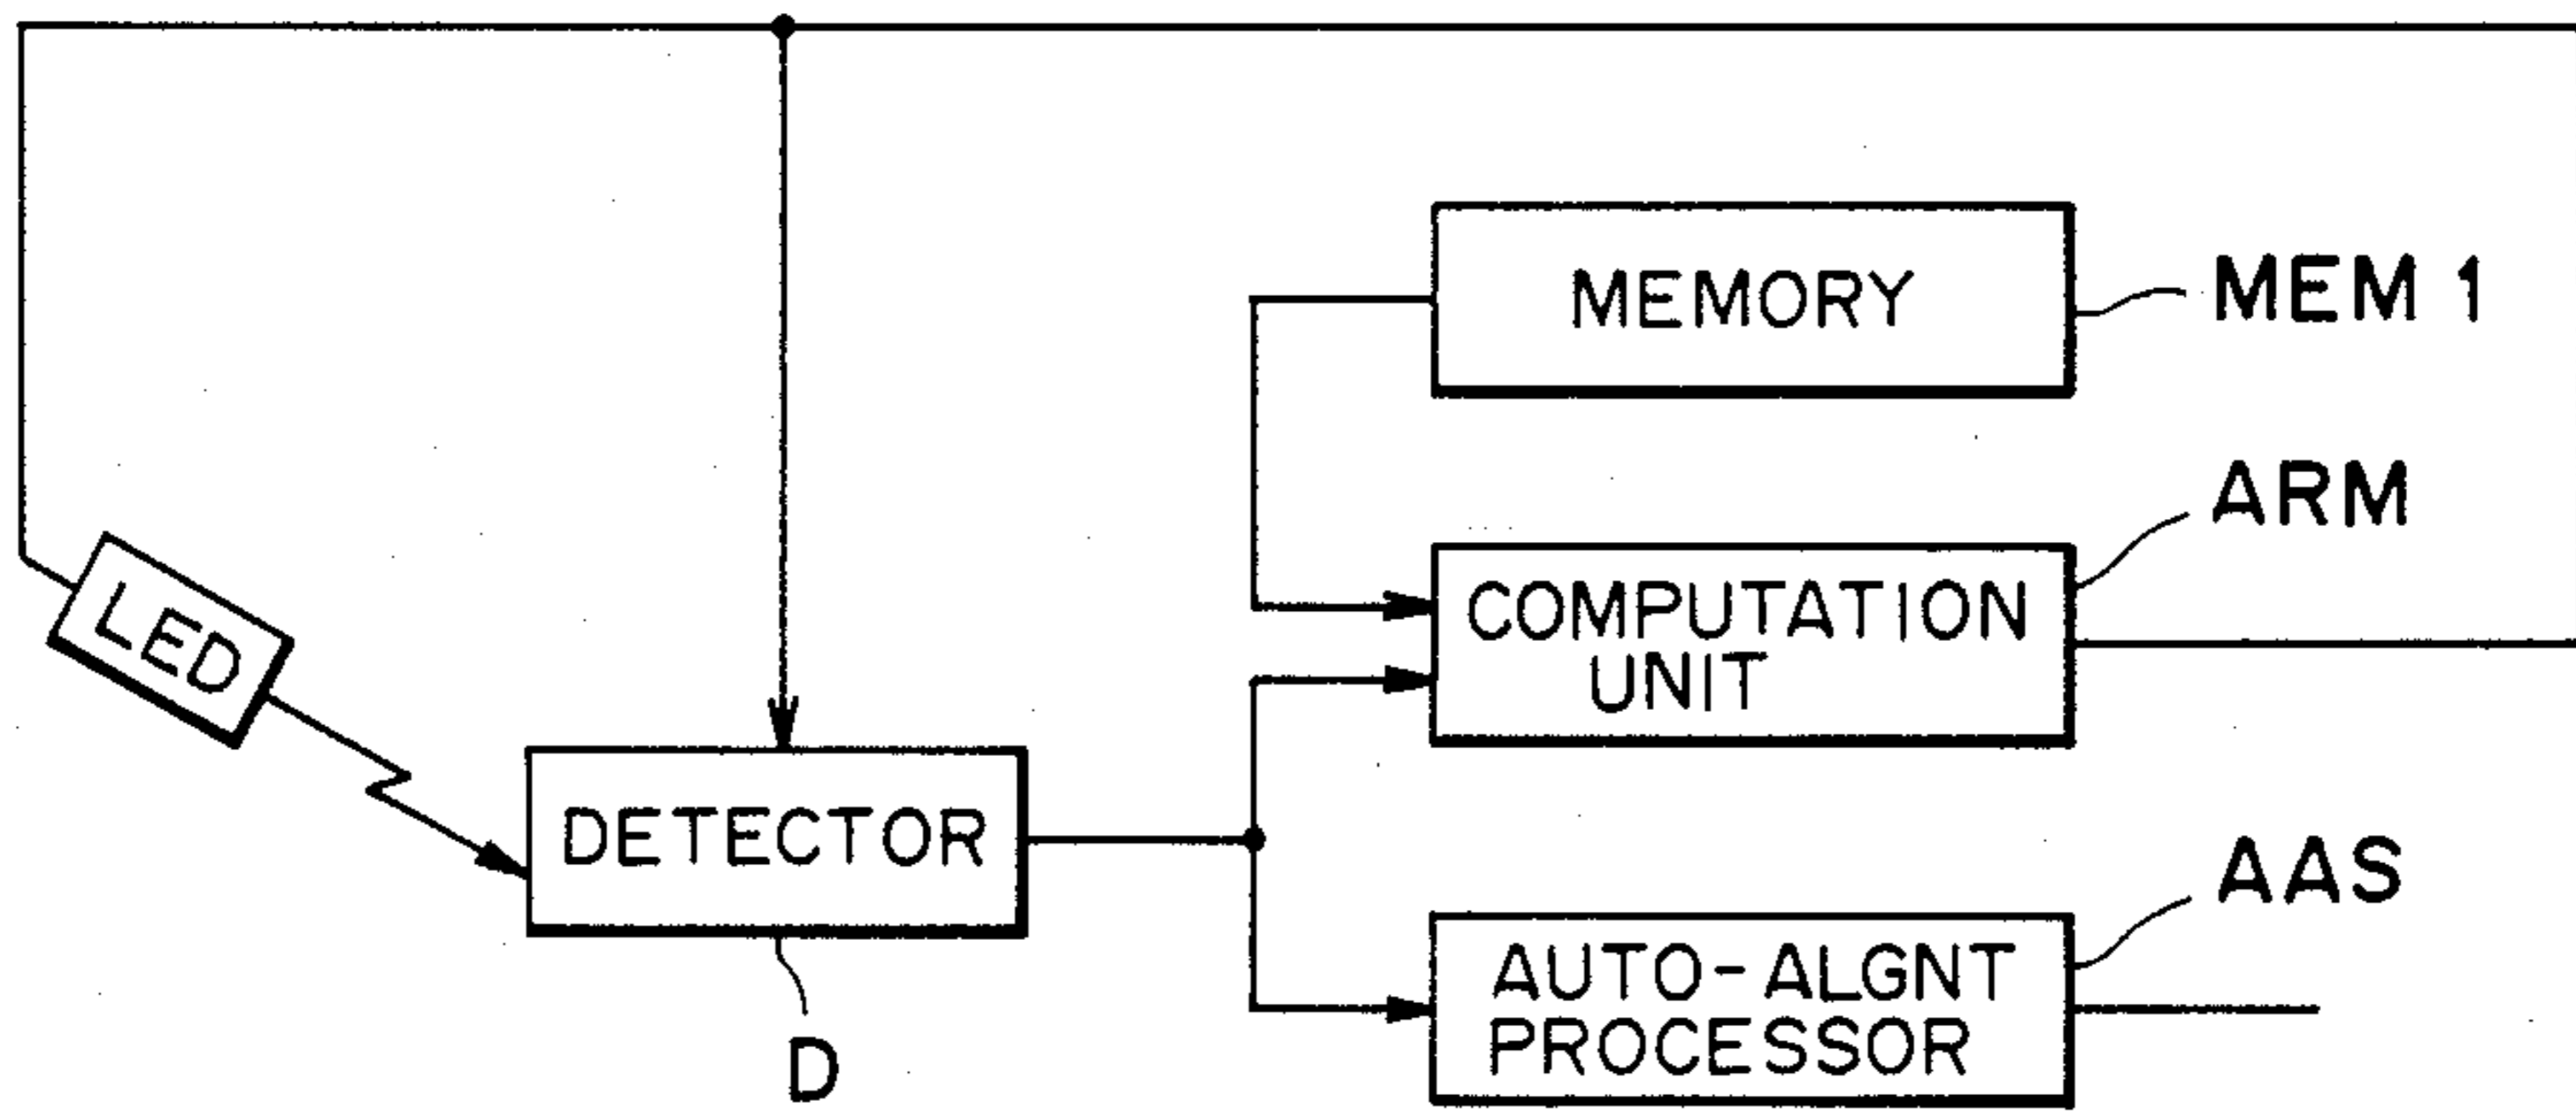 MEMORY
MEM 1
ARM
COMPUTATION
UNIT
LED
DETECTOR
D
AAS
AUTO-ALGNT
PROCESSOR